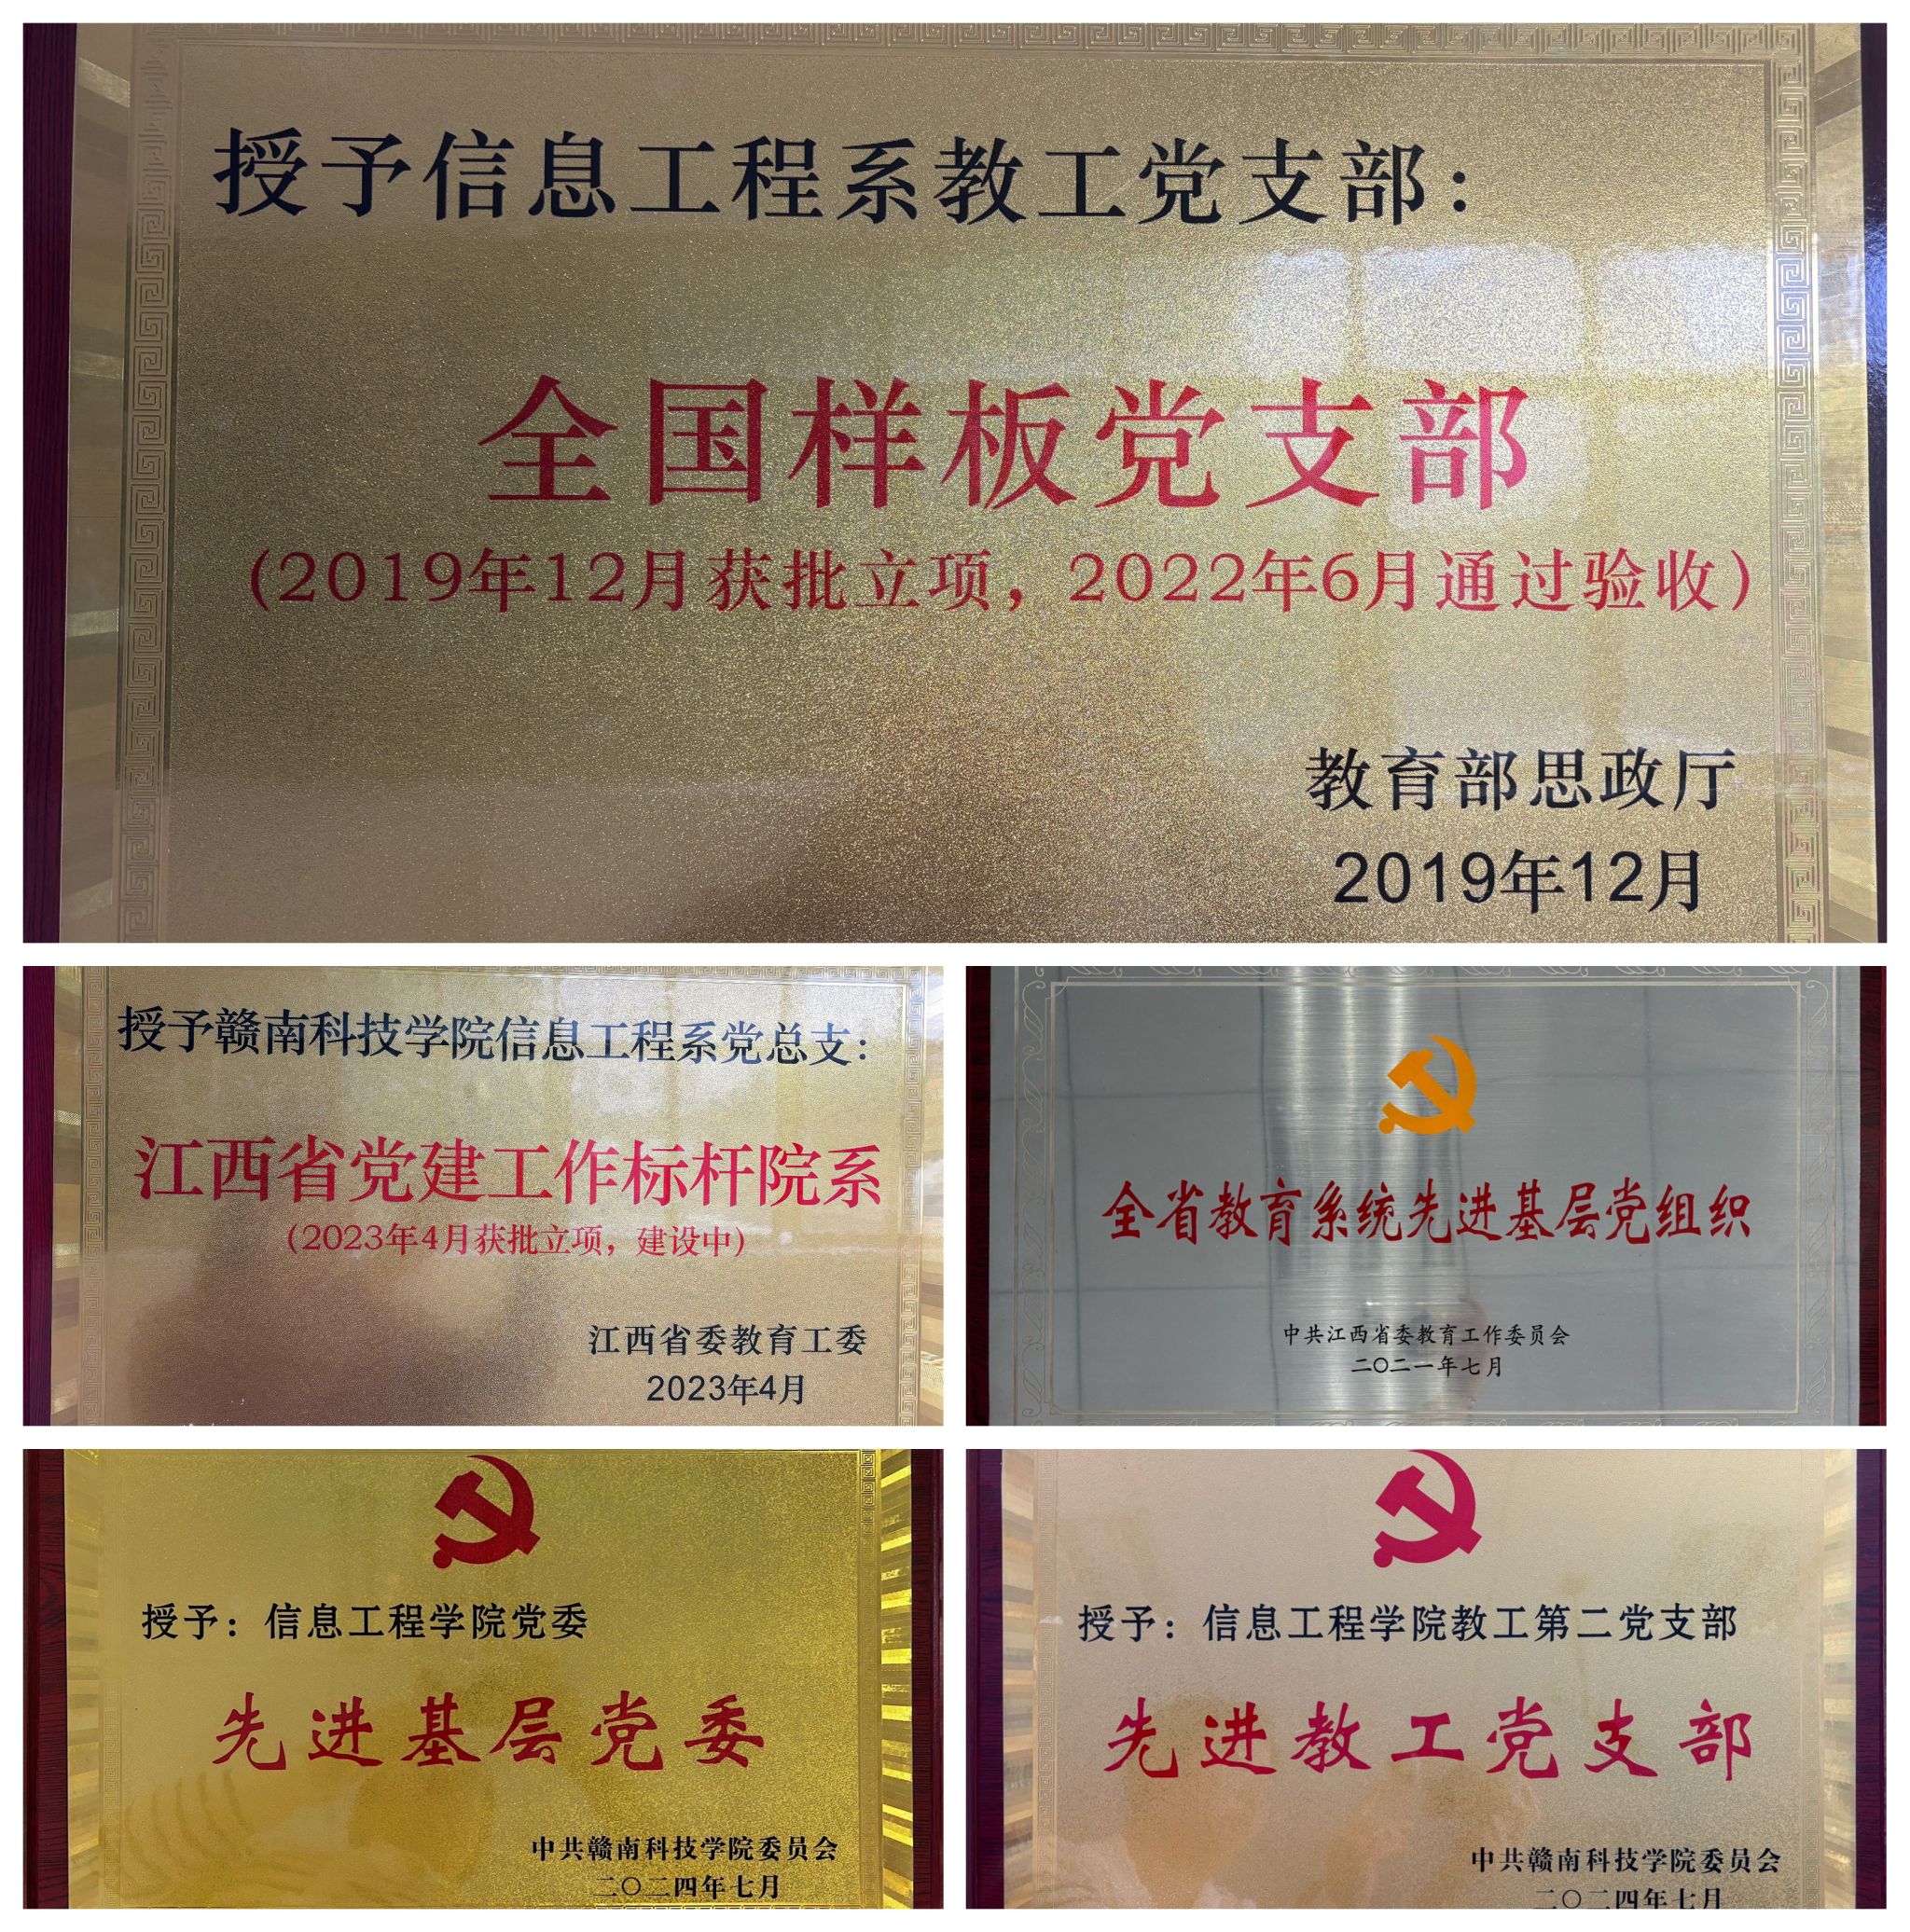 授予信息工程系教工党支部：
全国样板党支部
（2019年12月获批立项，2022年6月通过验收）
教育部思政厅
2019年12月
授予赣南科技学院信息工程系党总支：
江西省党建工作标杆院系
（2023年4月获批立项，建设中）
江西省委教育工委
2023年4月
全省教育系统先进基层党组织
中共江西省委教育工作委员会
二〇二一年七月
授予：信息工程学院党委
先进基层党委
中共赣南科技学院委员会
二〇二四年七月
授予：信息工程学院教工第二党支部
先进教工党支部
中共赣南科技学院委员会
二〇二四年七月